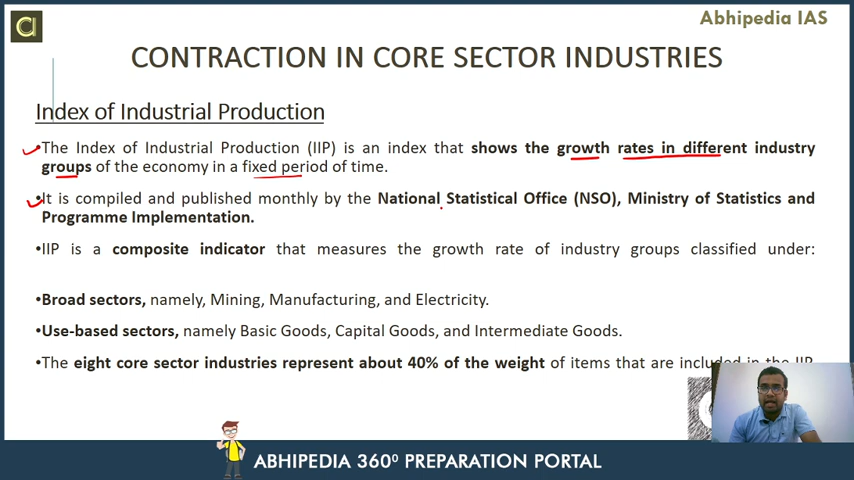 Abhipedia IAS
a
CONTRACTION IN CORE SECTOR INDUSTRIES
Index of Industrial Production
•The Index of Industrial Production (IIP) is an index that shows the growth rates in different industry
groups of the economy in a fixed period of time.
•It is compiled and published monthly by the National Statistical Office (NSO), Ministry of Statistics and
Programme Implementation.
•IIP is a composite indicator that measures the growth rate of industry groups classified under:
•Broad sectors, namely, Mining, Manufacturing, and Electricity.
•Use-based sectors, namely Basic Goods, Capital Goods, and Intermediate Goods.
•The eight core sector industries represent about 40% of the weight of items that are included in the IIP.
ABHIPEDIA 360⁰ PREPARATION PORTAL